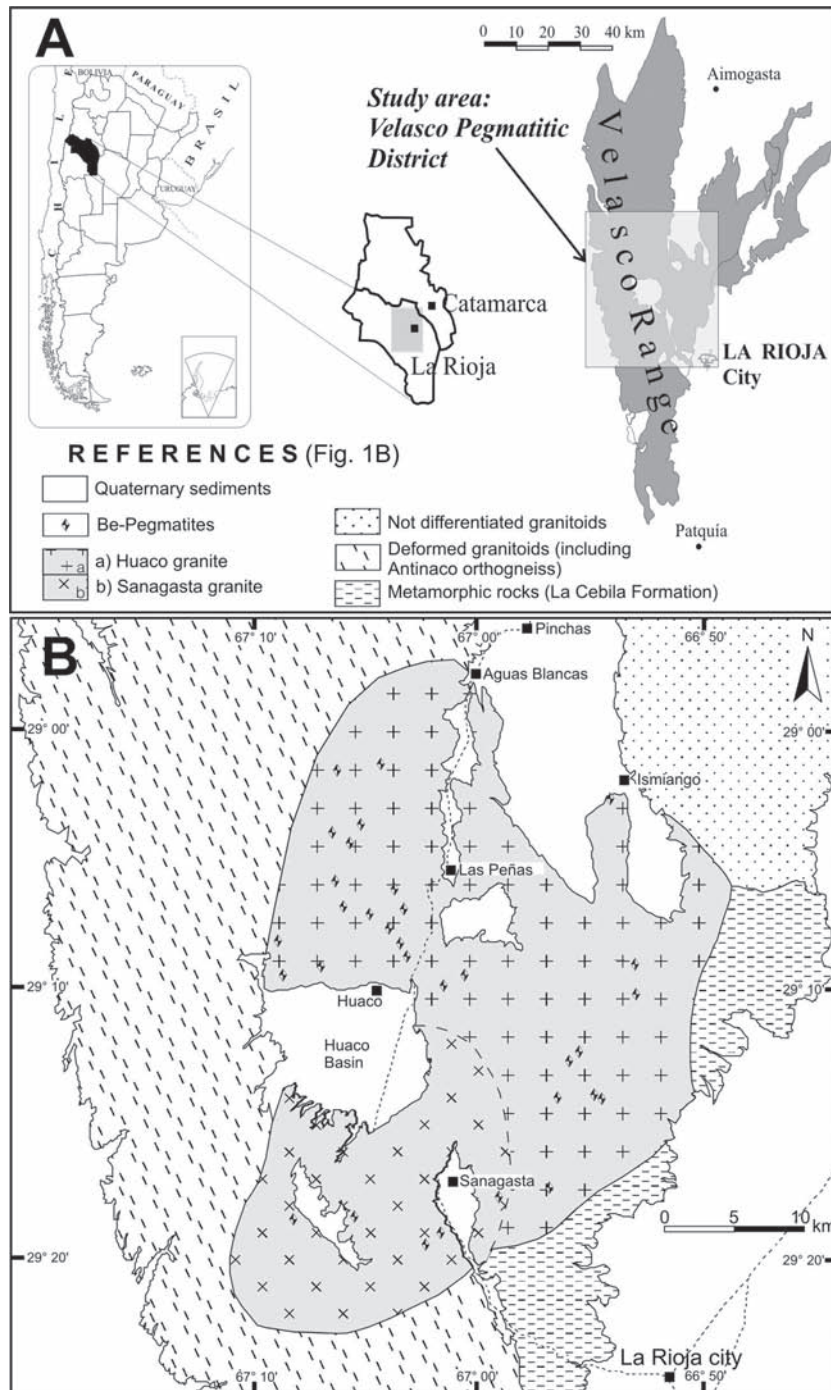 A
0 10 20 30 40 km
BOLIVIA
PARAGUAY
BRASIL
URUGUAY
CHILE
Study area:
Velasco Pegmatitic
District
Aimogasta
Velasco Range
Catamarca
La Rioja
LA RIOJA
City
Patquía
REFERENCES (Fig. 1B)
Quaternary sediments
Be-Pegmatites
a
a) Huaco granite
b
b) Sanagasta granite
Not differentiated granitoids
Deformed granitoids (including
Antinaco orthogneiss)
Metamorphic rocks (La Cebila Formation)
B
67° 10'
67° 00'
66° 50'
N
Pinchas
Aguas Blancas
29° 00'
29° 00'
Ismiango
Las Peñas
29° 10'
29° 10'
Huaco
Huaco
Basin
Sanagasta
0 5 10
km
29° 20'
29° 20'
La Rioja city
67° 10'
67° 00'
66° 50'